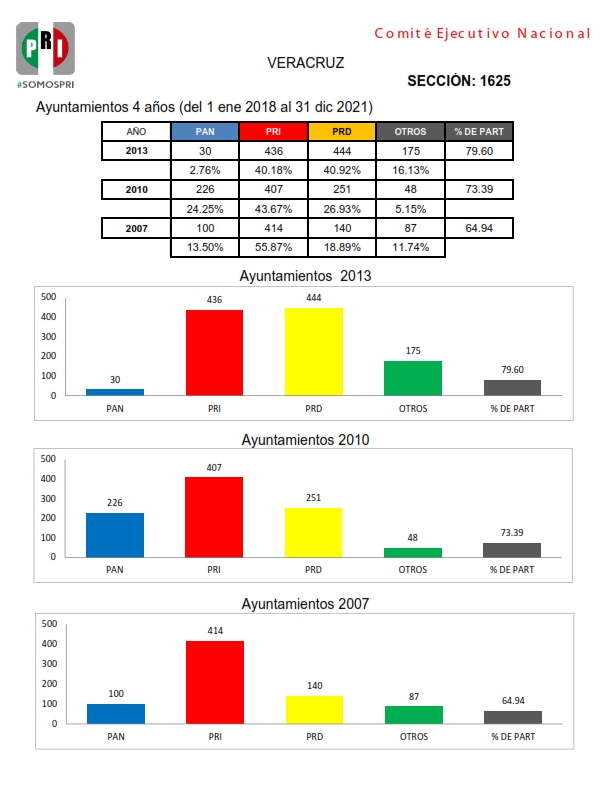 Comité Ejecutivo Nacional
PRI
#SOMOSPRI
VERACRUZ
SECCIÓN: 1625
Ayuntamientos 4 años (del 1 ene 2018 al 31 dic 2021)
AÑO PAN PRI PRD OTROS % DE PART
2013 30 436 444 175 79.60
2.76% 40.18% 40.92% 16.13%
2010 226 407 251 48 73.39
24.25% 43.67% 26.93% 5.15%
2007 100 414 140 87 64.94
13.50% 55.87% 18.89% 11.74%
Ayuntamientos 2013
500
400
300
200
100
0
30 436 444 175 79.60
PAN PRI PRD OTROS % DE PART
Ayuntamientos 2010
500
400
300
200
100
0
226 407 251 48 73.39
PAN PRI PRD OTROS % DE PART
Ayuntamientos 2007
500
400
300
200
100
0
100 414 140 87 64.94
PAN PRI PRD OTROS % DE PART